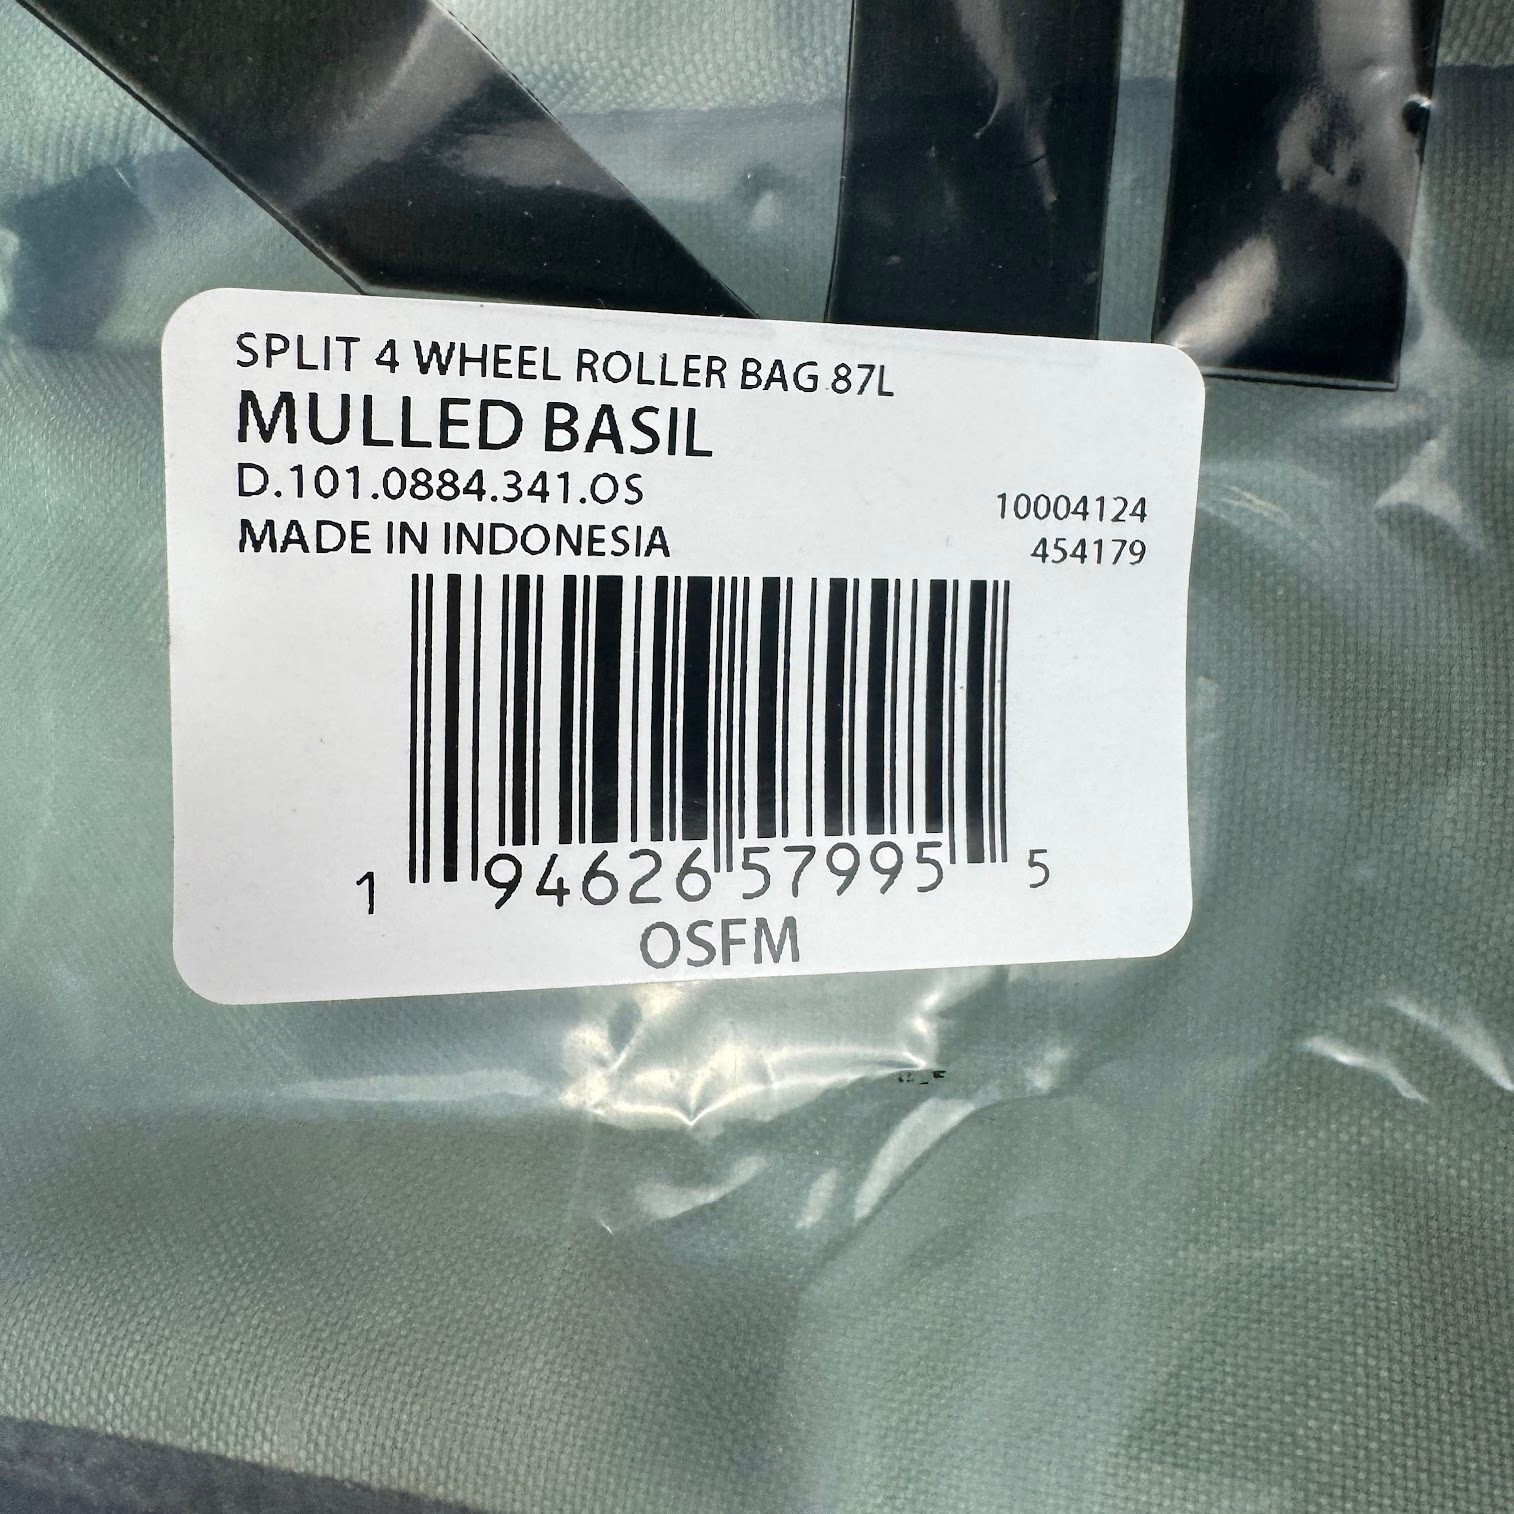 SPLIT 4 WHEEL ROLLER BAG 87L
MULLED BASIL
D.101.0884.341.OS
MADE IN INDONESIA
10004124
454179
1 94626 57995 5
OSFM